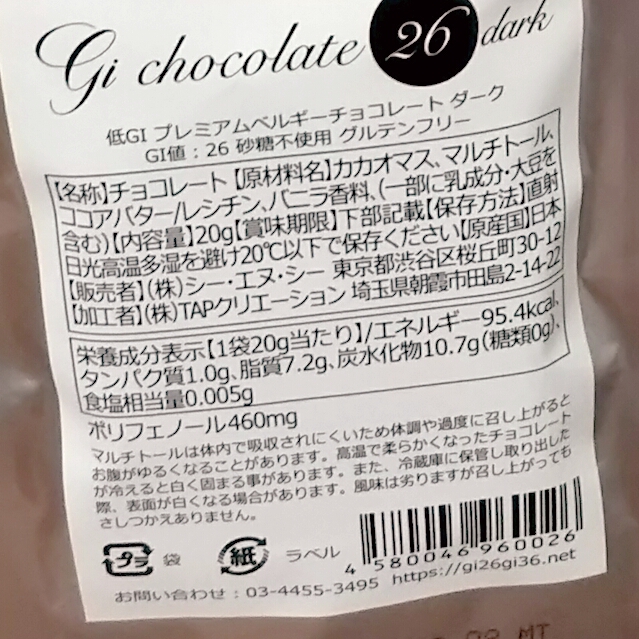 Gi chocolate 26 dark
低GI プレミアムベルギーチョコレート ダーク
GI値：26 砂糖不使用 グルテンフリー
【名称】チョコレート【原材料名】カカオマス、マルチトール、
ココアバター/レシチン、バニラ香料、(一部に乳成分・大豆を
含む)【内容量】20g【賞味期限】下部記載【保存方法】直射
日光高温多湿を避け20℃以下で保存ください【原産国】日本
【販売者】(株)シー・エヌ・シー 東京都渋谷区桜丘町30-12
【加工者】(株)TAPクリエーション 埼玉県朝霞市田島2-14-22
栄養成分表示【1袋20g当たり】/エネルギー95.4kcal、
タンパク質1.0g、脂質7.2g、炭水化物10.7g(糖類0g)、
食塩相当量0.005g
ポリフェノール460mg
マルチトールは体内で吸収されにくいため体調や過度に召し上がると
お腹がゆるくなることがあります。高温で柔らかくなったチョコレート
が冷えると白く固まる事があります。また、冷蔵庫に保管し取り出した
際、表面が白くなる場合があります。風味は劣りますが召し上がっても
さしつかえありません。
プラ 袋 紙 ラベル
4 580046 960026
お問い合わせ：03-4455-3495 https://gi26gi36.net